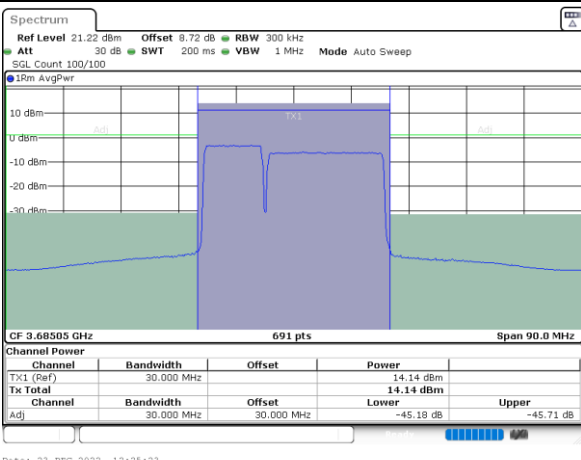 Spectrum
Ref Level 21.22 dBm Offset 8.72 dB RBW 300 kHz
Att 30 dB SWT 200 ms VBW 1 MHz Mode Auto Sweep
SGL Count 100/100
1Rm AvgPwr
10 dBm
TX1
Adj Adj
0 dBm
-10 dBm
-20 dBm
-30 dBm
CF 3.68505 GHz 691 pts Span 90.0 MHz
Channel Power
Channel Bandwidth Offset Power
TX1 (Ref) 30.000 MHz 14.14 dBm
Tx Total 14.14 dBm
Channel Bandwidth Offset Lower Upper
Adj 30.000 MHz 30.000 MHz -45.18 dB -45.71 dB
Ready